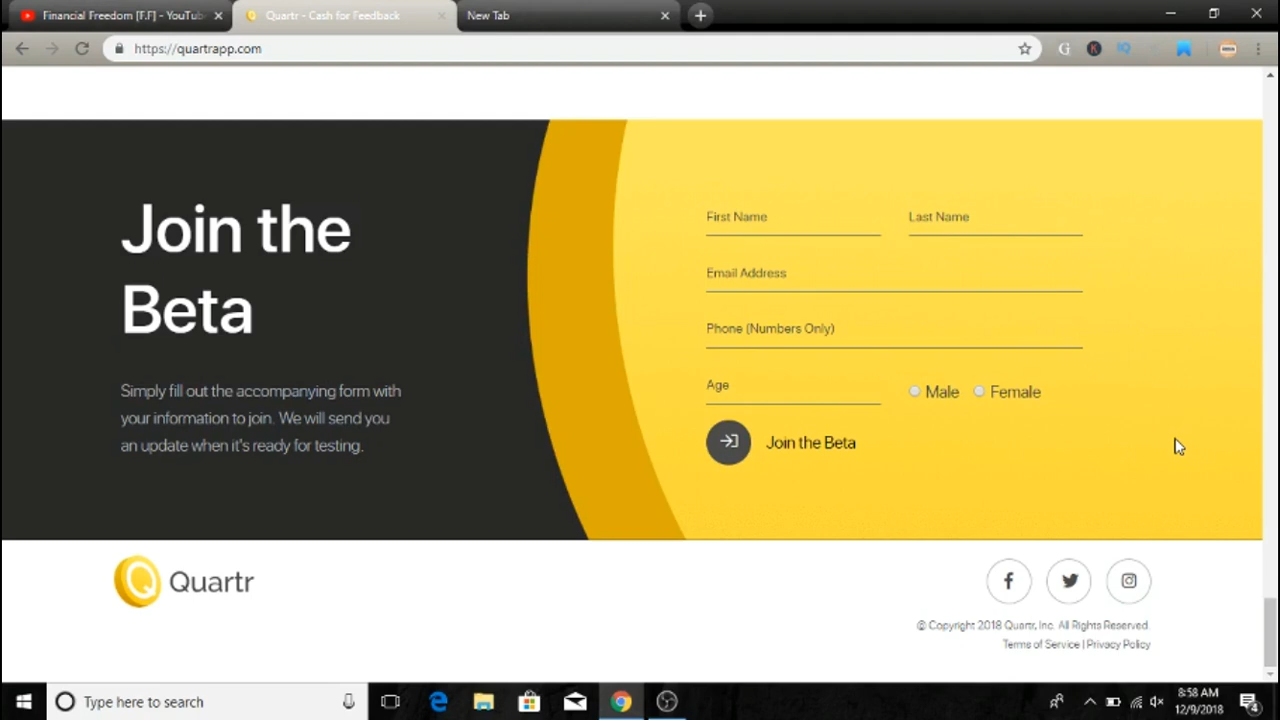 Financial Freedom [F.F] - YouTub
Quartr - Cash for Feedback
New Tab
https://quartrapp.com
Join the
Beta
Simply fill out the accompanying form with
your information to join. We will send you
an update when it's ready for testing.
First Name
Last Name
Email Address
Phone (Numbers Only)
Age
Male
Female
Join the Beta
Quartr
© Copyright 2018 Quartr, Inc. All Rights Reserved.
Terms of Service | Privacy Policy
Type here to search
8:58 AM
12/9/2018
4